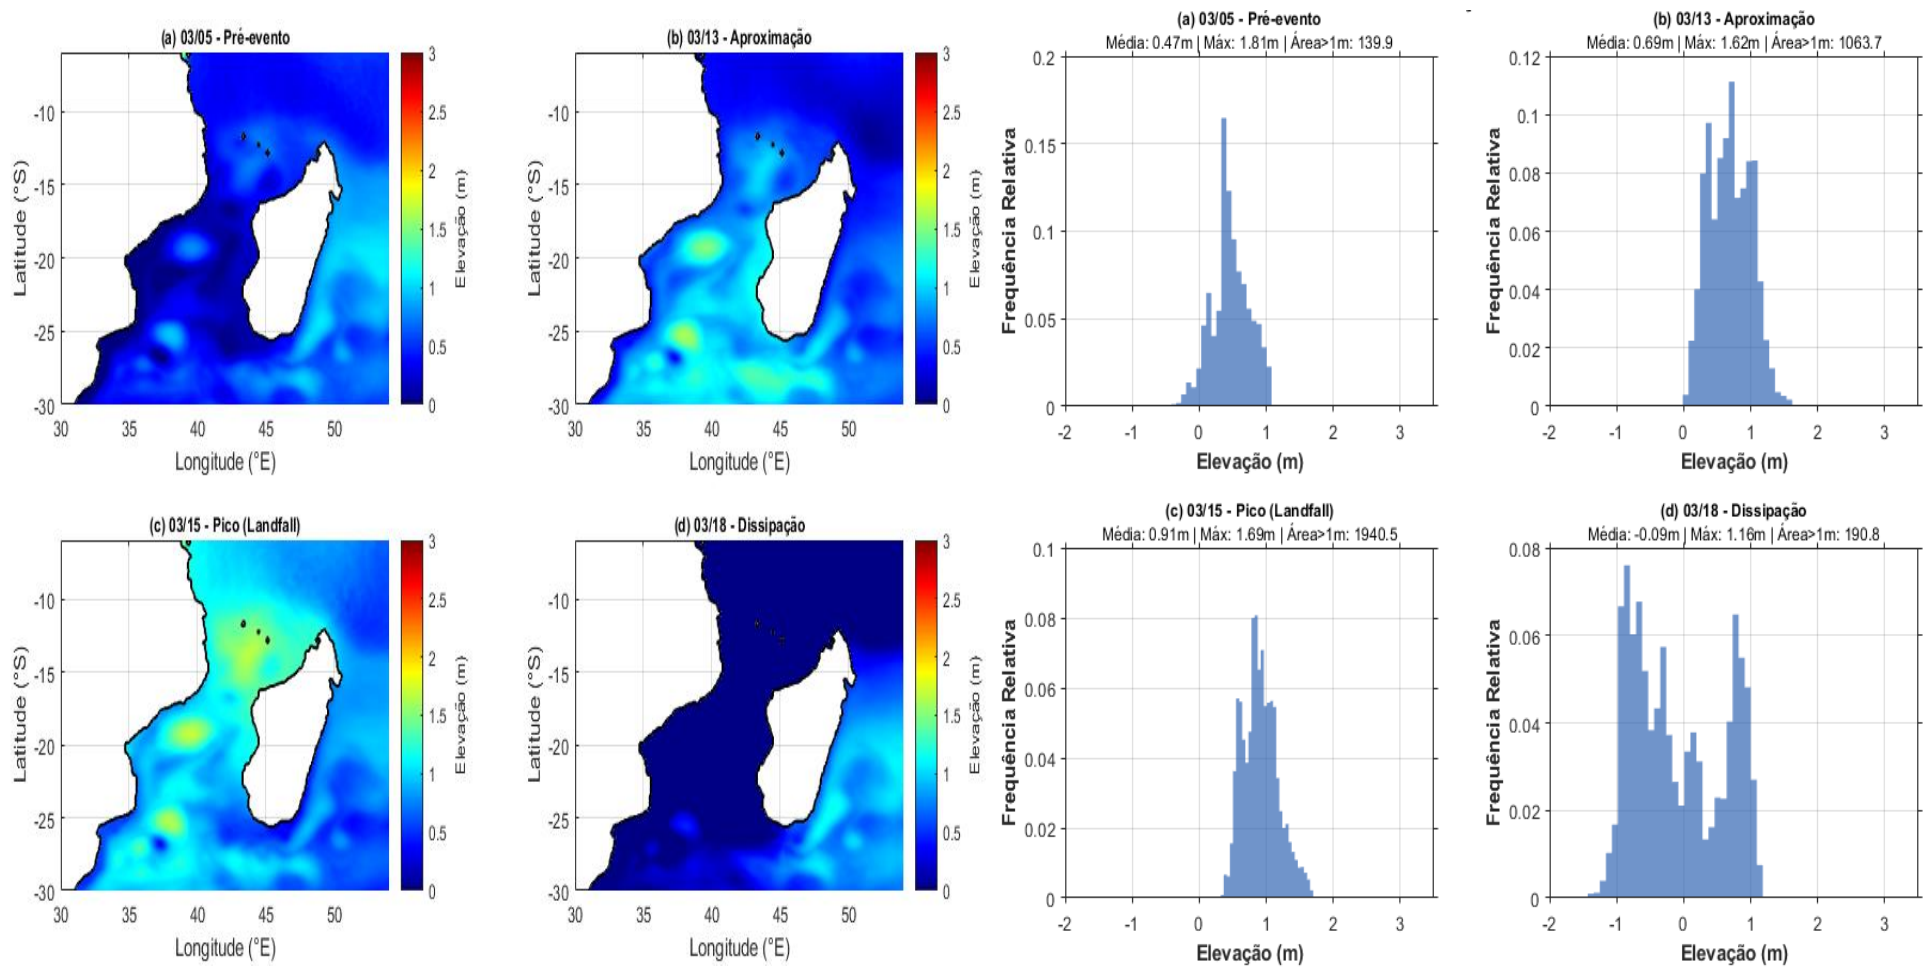 (a) 03/05 - Pré-evento
-10
-15
-20
-25
-30
30 35 40 45 50
Latitude (°S)
Longitude (°E)
3
2.5
2
1.5
1
0.5
0
Elevação (m)
(b) 03/13 - Aproximação
-10
-15
-20
-25
-30
30 35 40 45 50
Latitude (°S)
Longitude (°E)
3
2.5
2
1.5
1
0.5
0
Elevação (m)
(a) 03/05 - Pré-evento
Média: 0.47m | Máx: 1.81m | Área>1m: 139.9
0.2
0.15
0.1
0.05
0
-2 -1 0 1 2 3
Frequência Relativa
Elevação (m)
(b) 03/13 - Aproximação
Média: 0.69m | Máx: 1.62m | Área>1m: 1063.7
0.12
0.1
0.08
0.06
0.04
0.02
0
-2 -1 0 1 2 3
Frequência Relativa
Elevação (m)
(c) 03/15 - Pico (Landfall)
-10
-15
-20
-25
-30
30 35 40 45 50
Latitude (°S)
Longitude (°E)
3
2.5
2
1.5
1
0.5
0
Elevação (m)
(d) 03/18 - Dissipação
-10
-15
-20
-25
-30
30 35 40 45 50
Latitude (°S)
Longitude (°E)
3
2.5
2
1.5
1
0.5
0
Elevação (m)
(c) 03/15 - Pico (Landfall)
Média: 0.91m | Máx: 1.69m | Área>1m: 1940.5
0.1
0.08
0.06
0.04
0.02
0
-2 -1 0 1 2 3
Frequência Relativa
Elevação (m)
(d) 03/18 - Dissipação
Média: -0.09m | Máx: 1.16m | Área>1m: 190.8
0.08
0.06
0.04
0.02
0
-2 -1 0 1 2 3
Frequência Relativa
Elevação (m)